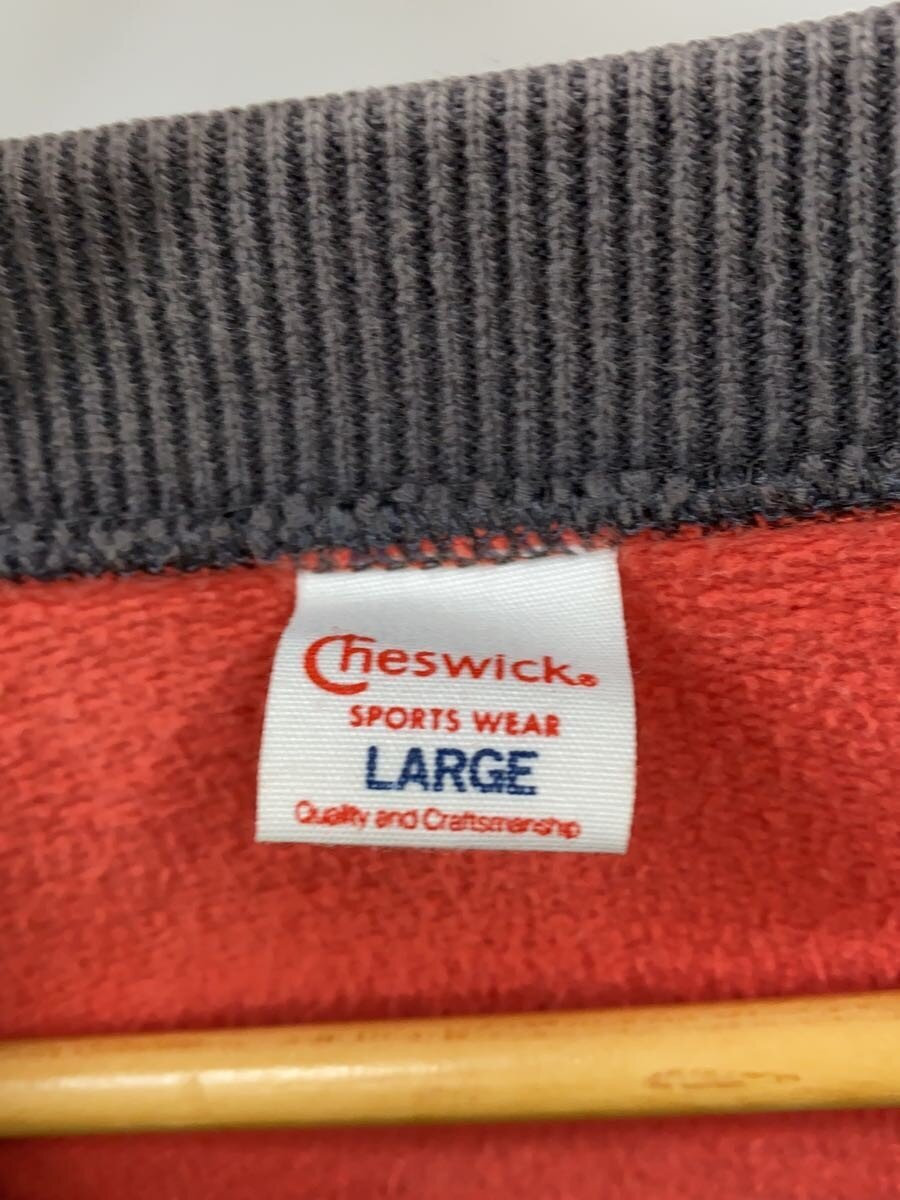 Cheswick®
SPORTS WEAR
LARGE
Quality and Craftsmanship